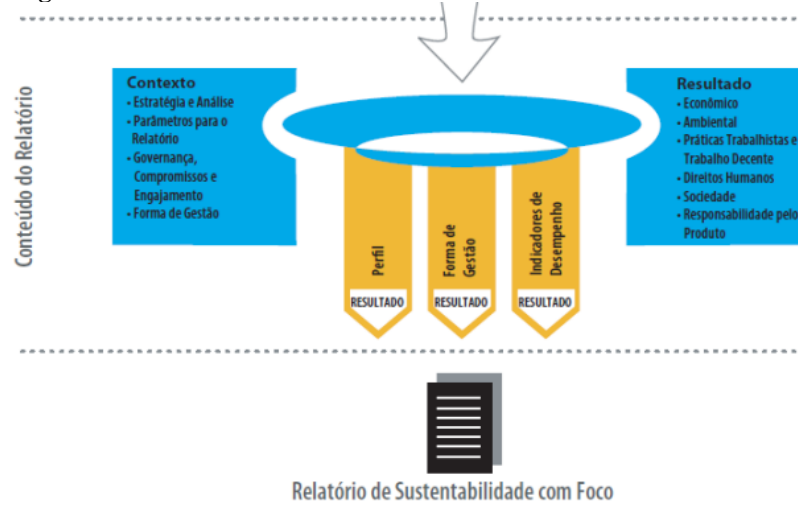 Conteúdo do Relatório
Contexto
• Estratégia e Análise
• Parâmetros para o
Relatório
• Governança,
Compromissos e
Engajamento
• Forma de Gestão
Perfil
RESULTADO
Forma de
Gestão
RESULTADO
Indicadores de
Desempenho
RESULTADO
Resultado
• Econômico
• Ambiental
• Práticas Trabalhistas e
Trabalho Decente
• Direitos Humanos
• Sociedade
• Responsabilidade pelo
Produto
Relatório de Sustentabilidade com Foco